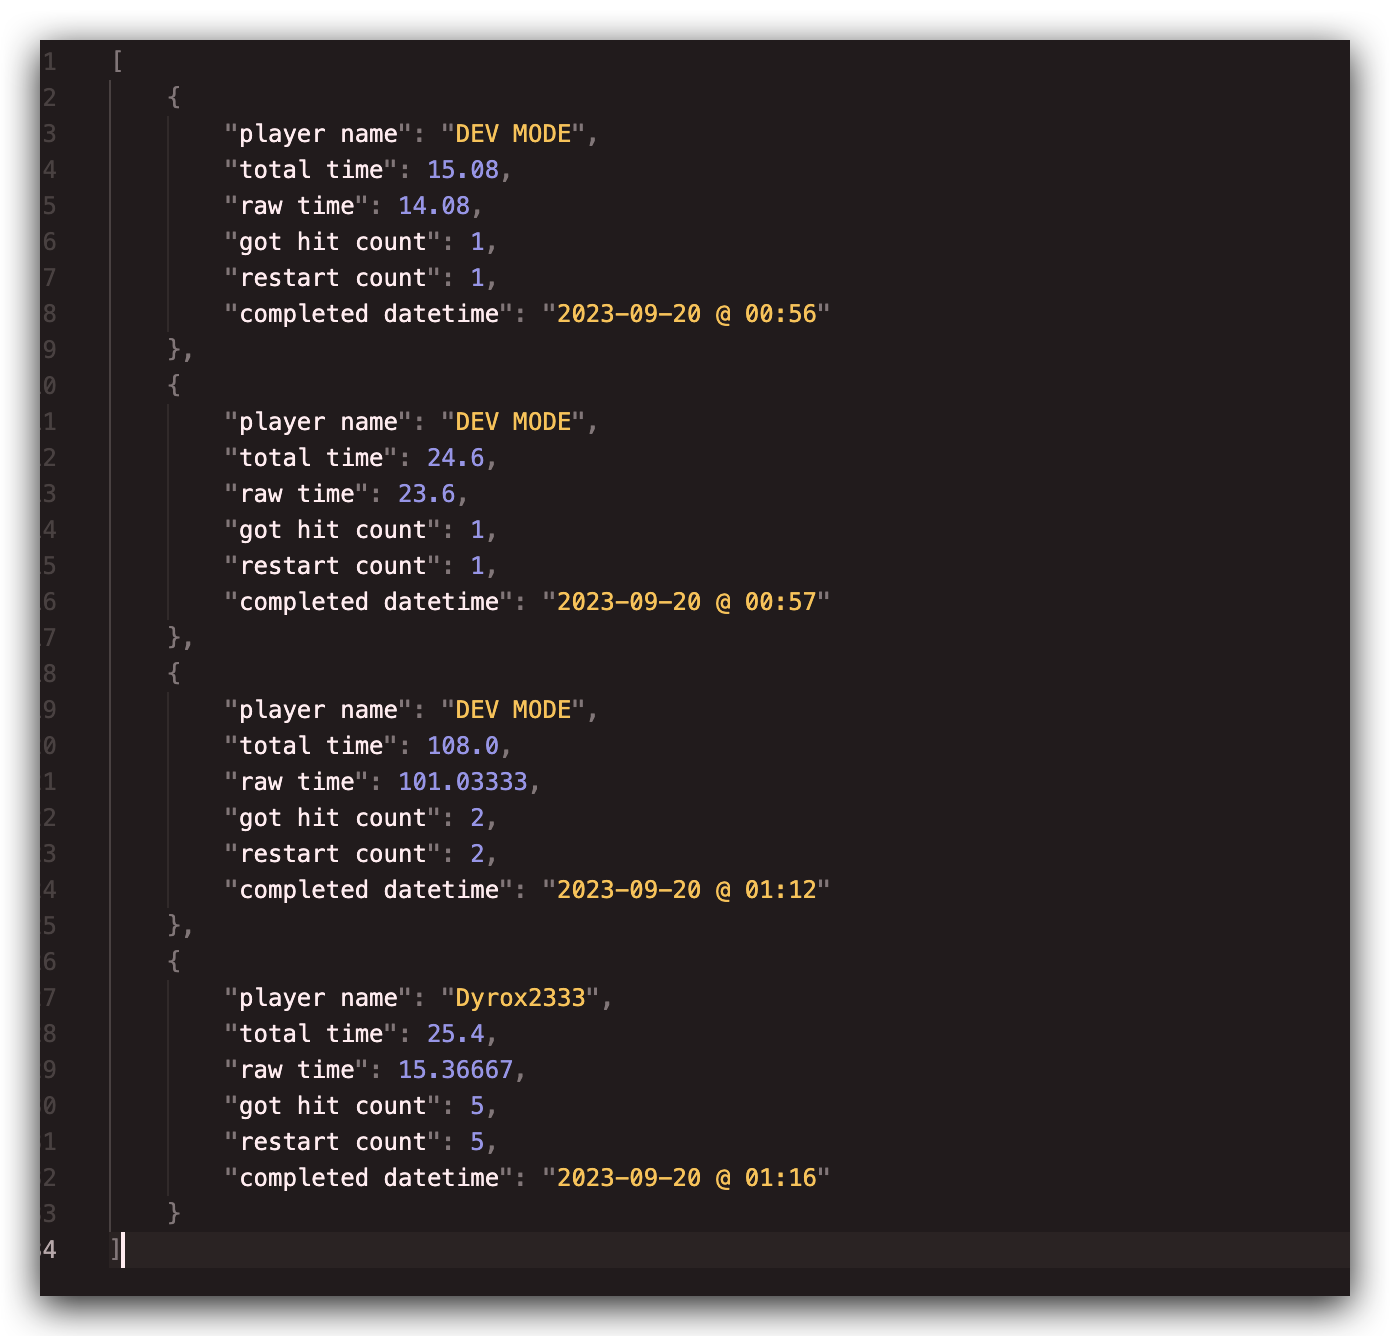 1 [
2 {
3 "player name": "DEV MODE",
4 "total time": 15.08,
5 "raw time": 14.08,
6 "got hit count": 1,
7 "restart count": 1,
8 "completed datetime": "2023-09-20 @ 00:56"
9 },
0 {
1 "player name": "DEV MODE",
2 "total time": 24.6,
3 "raw time": 23.6,
4 "got hit count": 1,
5 "restart count": 1,
6 "completed datetime": "2023-09-20 @ 00:57"
7 },
8 {
9 "player name": "DEV MODE",
0 "total time": 108.0,
1 "raw time": 101.03333,
2 "got hit count": 2,
3 "restart count": 2,
4 "completed datetime": "2023-09-20 @ 01:12"
5 },
6 {
7 "player name": "Dyrox2333",
8 "total time": 25.4,
9 "raw time": 15.36667,
0 "got hit count": 5,
1 "restart count": 5,
2 "completed datetime": "2023-09-20 @ 01:16"
3 }
4 ]